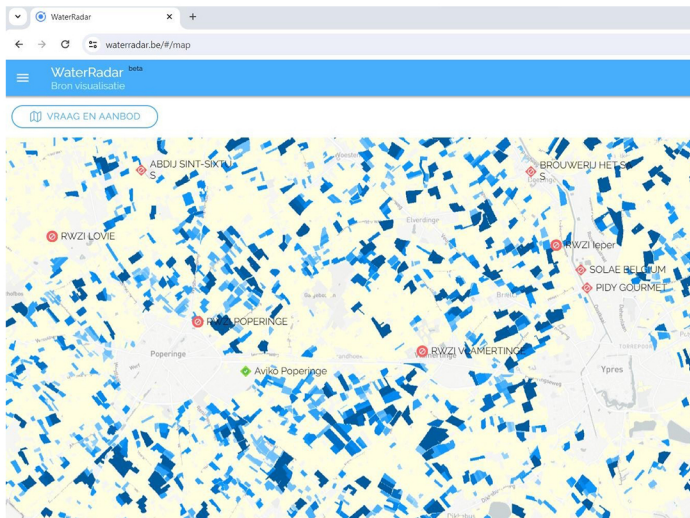 WaterRadar
waterradar.be/#/map
WaterRadar beta
Bron visualisatie
VRAAG EN AANBOD
ABDIJ SINT-SIXTU
S
BROUWERIJ HET S
S
Elverdinge
RWZI LOVIE
RWZI Ieper
SOLAE BELGIUM
PIDY GOURMET
RWZI POPERINGE
Poperinge
RWZI VLAMERTINGE
Aviko Poperinge
Ypres